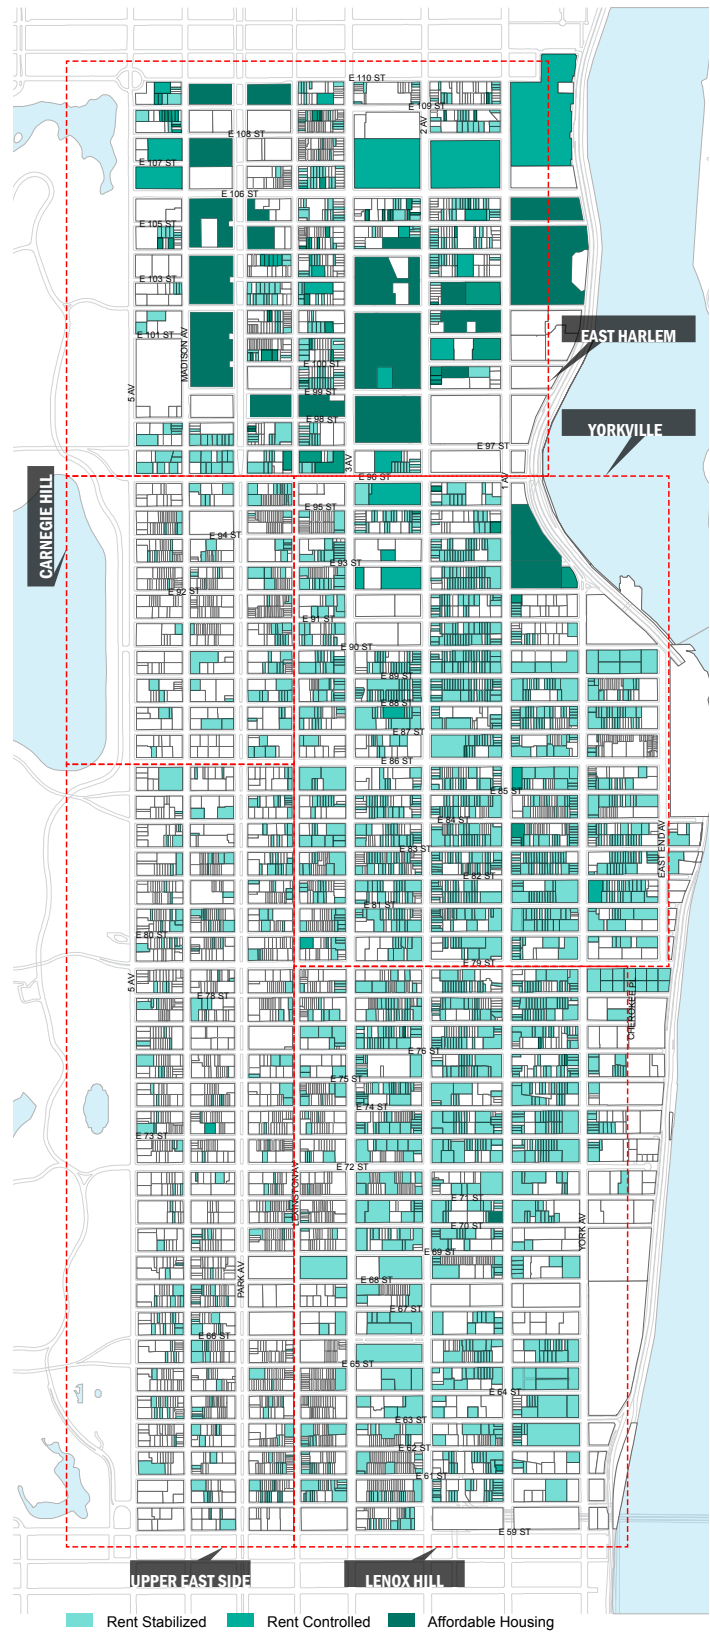 E 110 ST
E 109 ST
2 AV
E 108 ST
E 107 ST
E 106 ST
E 105 ST
E 103 ST
EAST HARLEM
E 101 ST
MADISON AV
E 100 ST
5 AV
E 99 ST
E 98 ST
YORKVILLE
E 97 ST
3 AV
E 96 ST
1 AV
CARNEGIE HILL
E 95 ST
E 94 ST
E 93 ST
E 92 ST
E 91 ST
E 90 ST
E 89 ST
E 88 ST
E 87 ST
E 86 ST
E 85 ST
E 84 ST
EAST END AV
E 83 ST
E 82 ST
E 81 ST
E 80 ST
E 79 ST
5 AV
E 78 ST
CHEROKEE PL
E 76 ST
E 75 ST
E 74 ST
E 73 ST
E 72 ST
LEXINGTON AV
E 71 ST
E 70 ST
YORK AV
E 69 ST
PARK AV
E 68 ST
E 67 ST
E 66 ST
E 65 ST
E 64 ST
E 63 ST
E 62 ST
E 61 ST
E 59 ST
UPPER EAST SIDE
LENOX HILL
Rent Stabilized
Rent Controlled
Affordable Housing